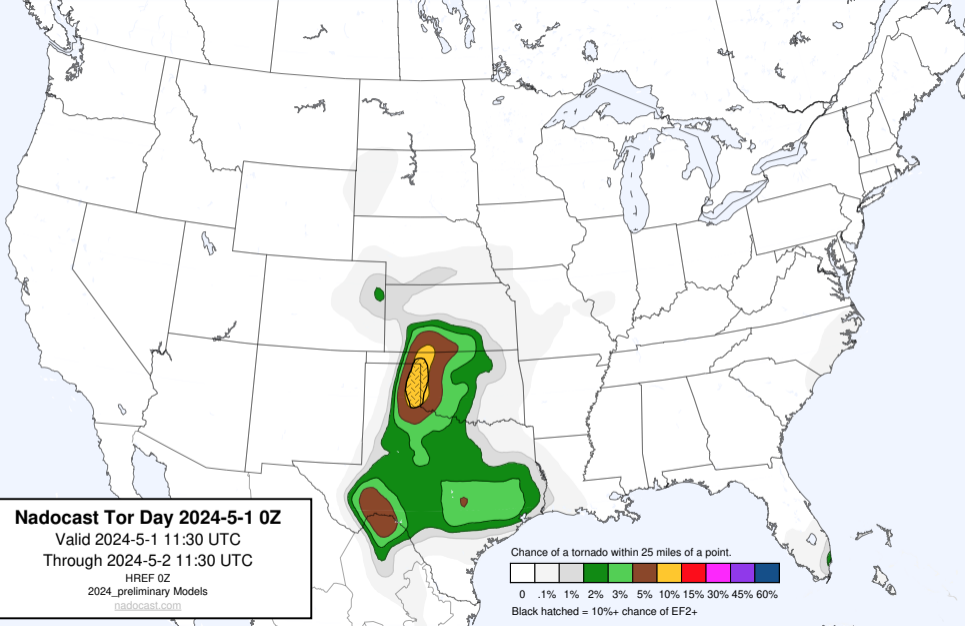 Nadocast Tor Day 2024-5-1 0Z
Valid 2024-5-1 11:30 UTC
Through 2024-5-2 11:30 UTC
HREF 0Z
2024_preliminary Models
nadocast.com
Chance of a tornado within 25 miles of a point.
0 .1% 1% 2% 3% 5% 10% 15% 30% 45% 60%
Black hatched = 10%+ chance of EF2+